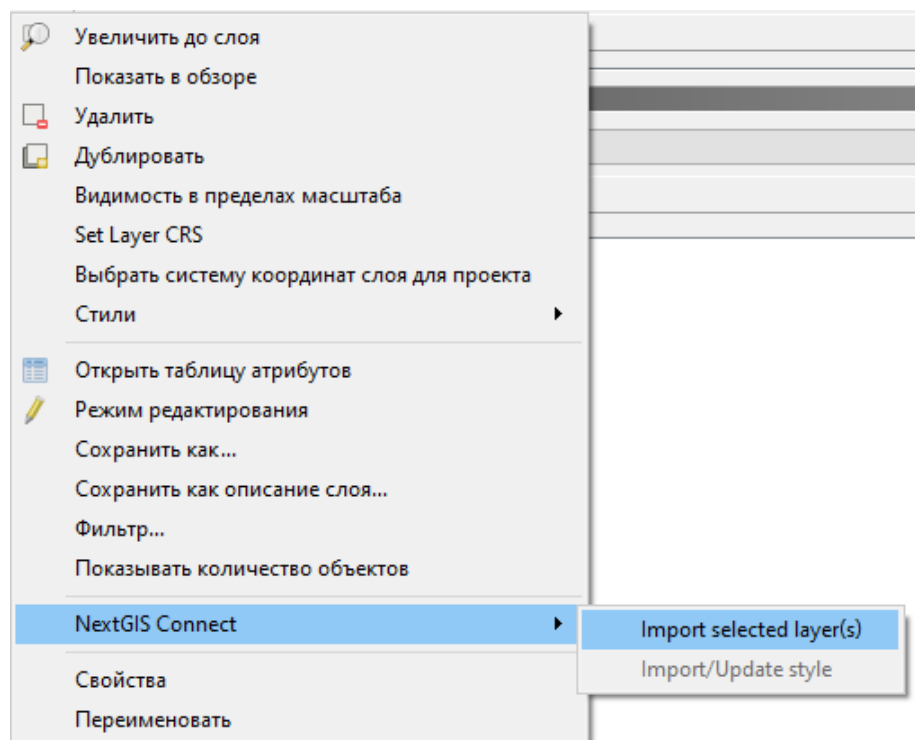 Увеличить до слоя
Показать в обзоре
Удалить
Дублировать
Видимость в пределах масштаба
Set Layer CRS
Выбрать систему координат слоя для проекта
Стили
Открыть таблицу атрибутов
Режим редактирования
Сохранить как...
Сохранить как описание слоя...
Фильтр...
Показывать количество объектов
NextGIS Connect
Import selected layer(s)
Import/Update style
Свойства
Переименовать